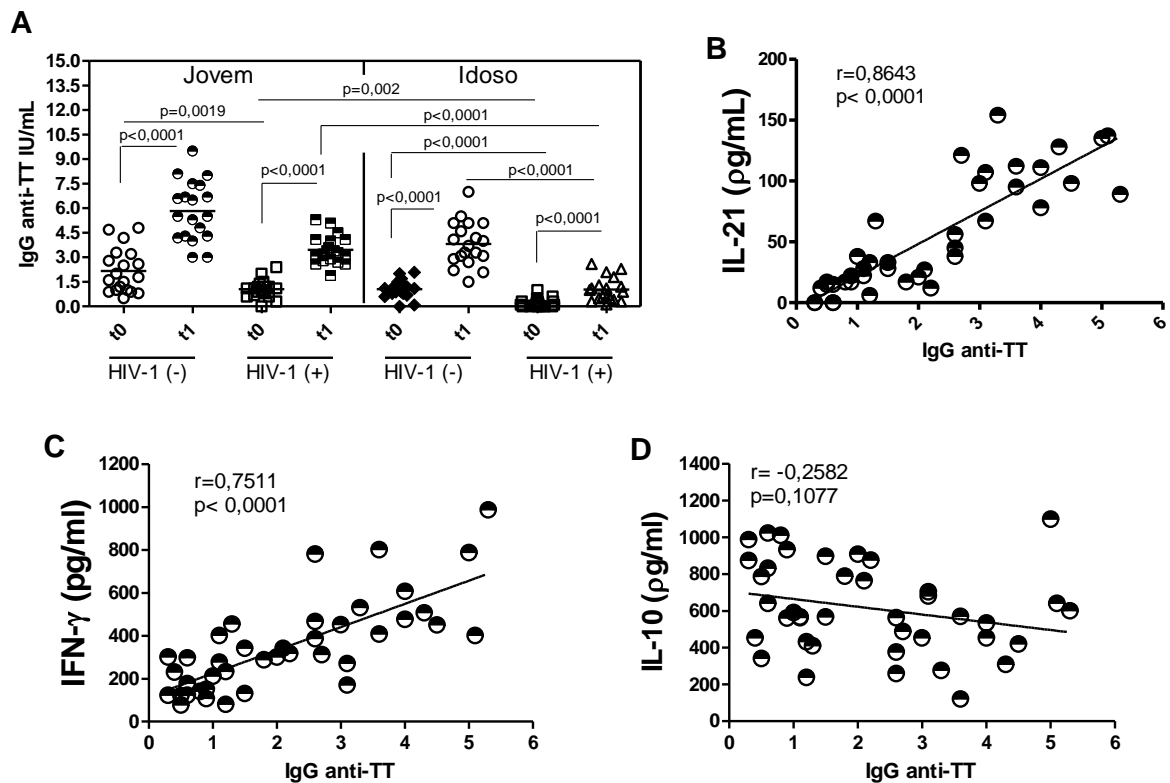 A
Jovem
Idoso
p=0,002
p=0,0019
p<0,0001
p<0,0001
p<0,0001
p<0,0001
p<0,0001
p<0,0001
p<0,0001
p<0,0001
IgG anti-TT IU/mL
15.0
13.5
12.0
10.5
9.0
7.5
6.0
4.5
3.0
1.5
0.0
t0
t1
t0
t1
t0
t1
t0
t1
HIV-1 (-)
HIV-1 (+)
HIV-1 (-)
HIV-1 (+)
B
r=0,8643
p< 0,0001
IL-21 (ρg/mL)
200
150
100
50
0
0
1
2
3
4
5
6
IgG anti-TT
C
r=0,7511
p< 0,0001
IFN-γ (pg/ml)
1200
1000
800
600
400
200
0
0
1
2
3
4
5
6
IgG anti-TT
D
r= -0,2582
p=0,1077
IL-10 (ρg/ml)
1400
1200
1000
800
600
400
200
0
0
1
2
3
4
5
6
IgG anti-TT